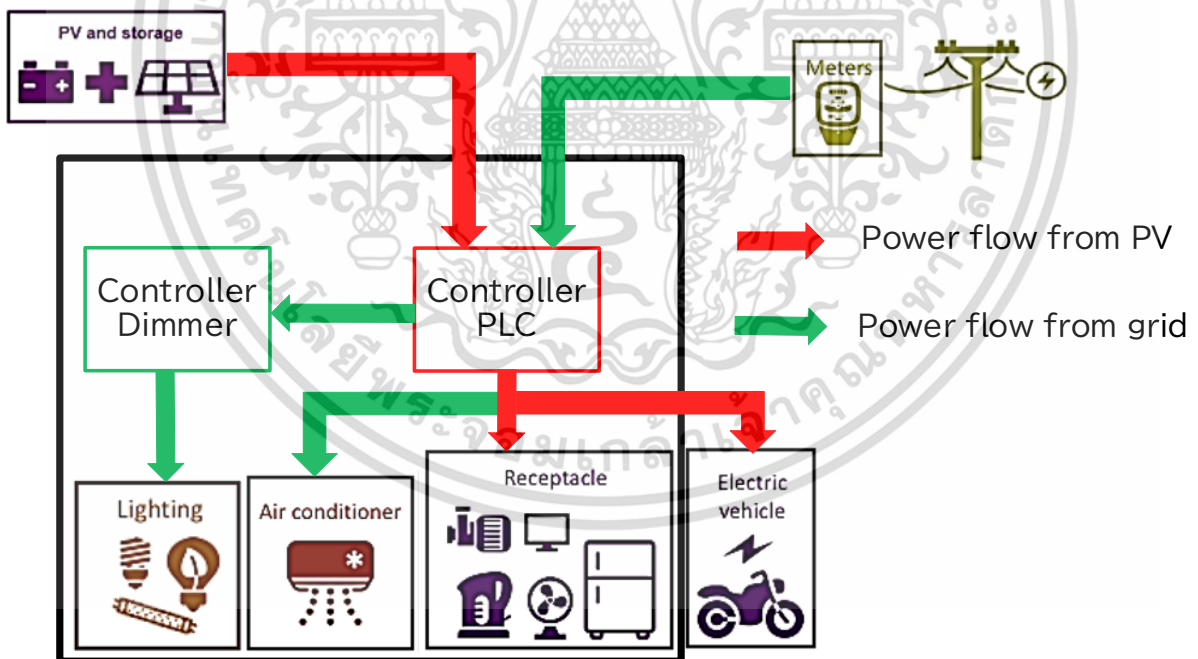 PV and storage
Meters
Power flow from PV
Power flow from grid
Controller
Dimmer
Controller
PLC
Lighting
Air conditioner
Receptacle
Electric
vehicle